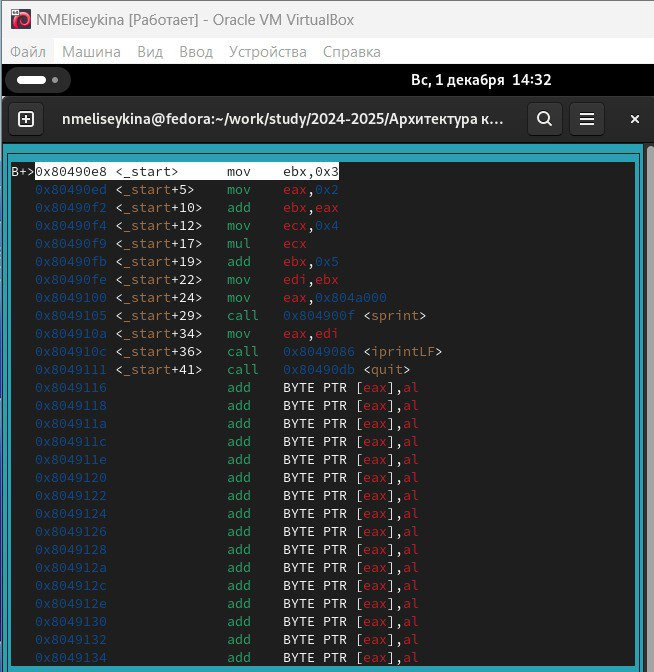 NMEliseykina [Работает] - Oracle VM VirtualBox
Файл Машина Вид Ввод Устройства Справка
Вс, 1 декабря 14:32
nmeliseykina@fedora:~/work/study/2024-2025/Архитектура к...
B+>0x80490e8 <_start> mov ebx,0x3
0x80490ed <_start+5> mov eax,0x2
0x80490f2 <_start+10> add ebx,eax
0x80490f4 <_start+12> mov ecx,0x4
0x80490f9 <_start+17> mul ecx
0x80490fb <_start+19> add ebx,0x5
0x80490fe <_start+22> mov edi,ebx
0x8049100 <_start+24> mov eax,0x804a000
0x8049105 <_start+29> call 0x804900f <sprint>
0x804910a <_start+34> mov eax,edi
0x804910c <_start+36> call 0x8049086 <iprintLF>
0x8049111 <_start+41> call 0x80490db <quit>
0x8049116 add BYTE PTR [eax],al
0x8049118 add BYTE PTR [eax],al
0x804911a add BYTE PTR [eax],al
0x804911c add BYTE PTR [eax],al
0x804911e add BYTE PTR [eax],al
0x8049120 add BYTE PTR [eax],al
0x8049122 add BYTE PTR [eax],al
0x8049124 add BYTE PTR [eax],al
0x8049126 add BYTE PTR [eax],al
0x8049128 add BYTE PTR [eax],al
0x804912a add BYTE PTR [eax],al
0x804912c add BYTE PTR [eax],al
0x804912e add BYTE PTR [eax],al
0x8049130 add BYTE PTR [eax],al
0x8049132 add BYTE PTR [eax],al
0x8049134 add BYTE PTR [eax],al